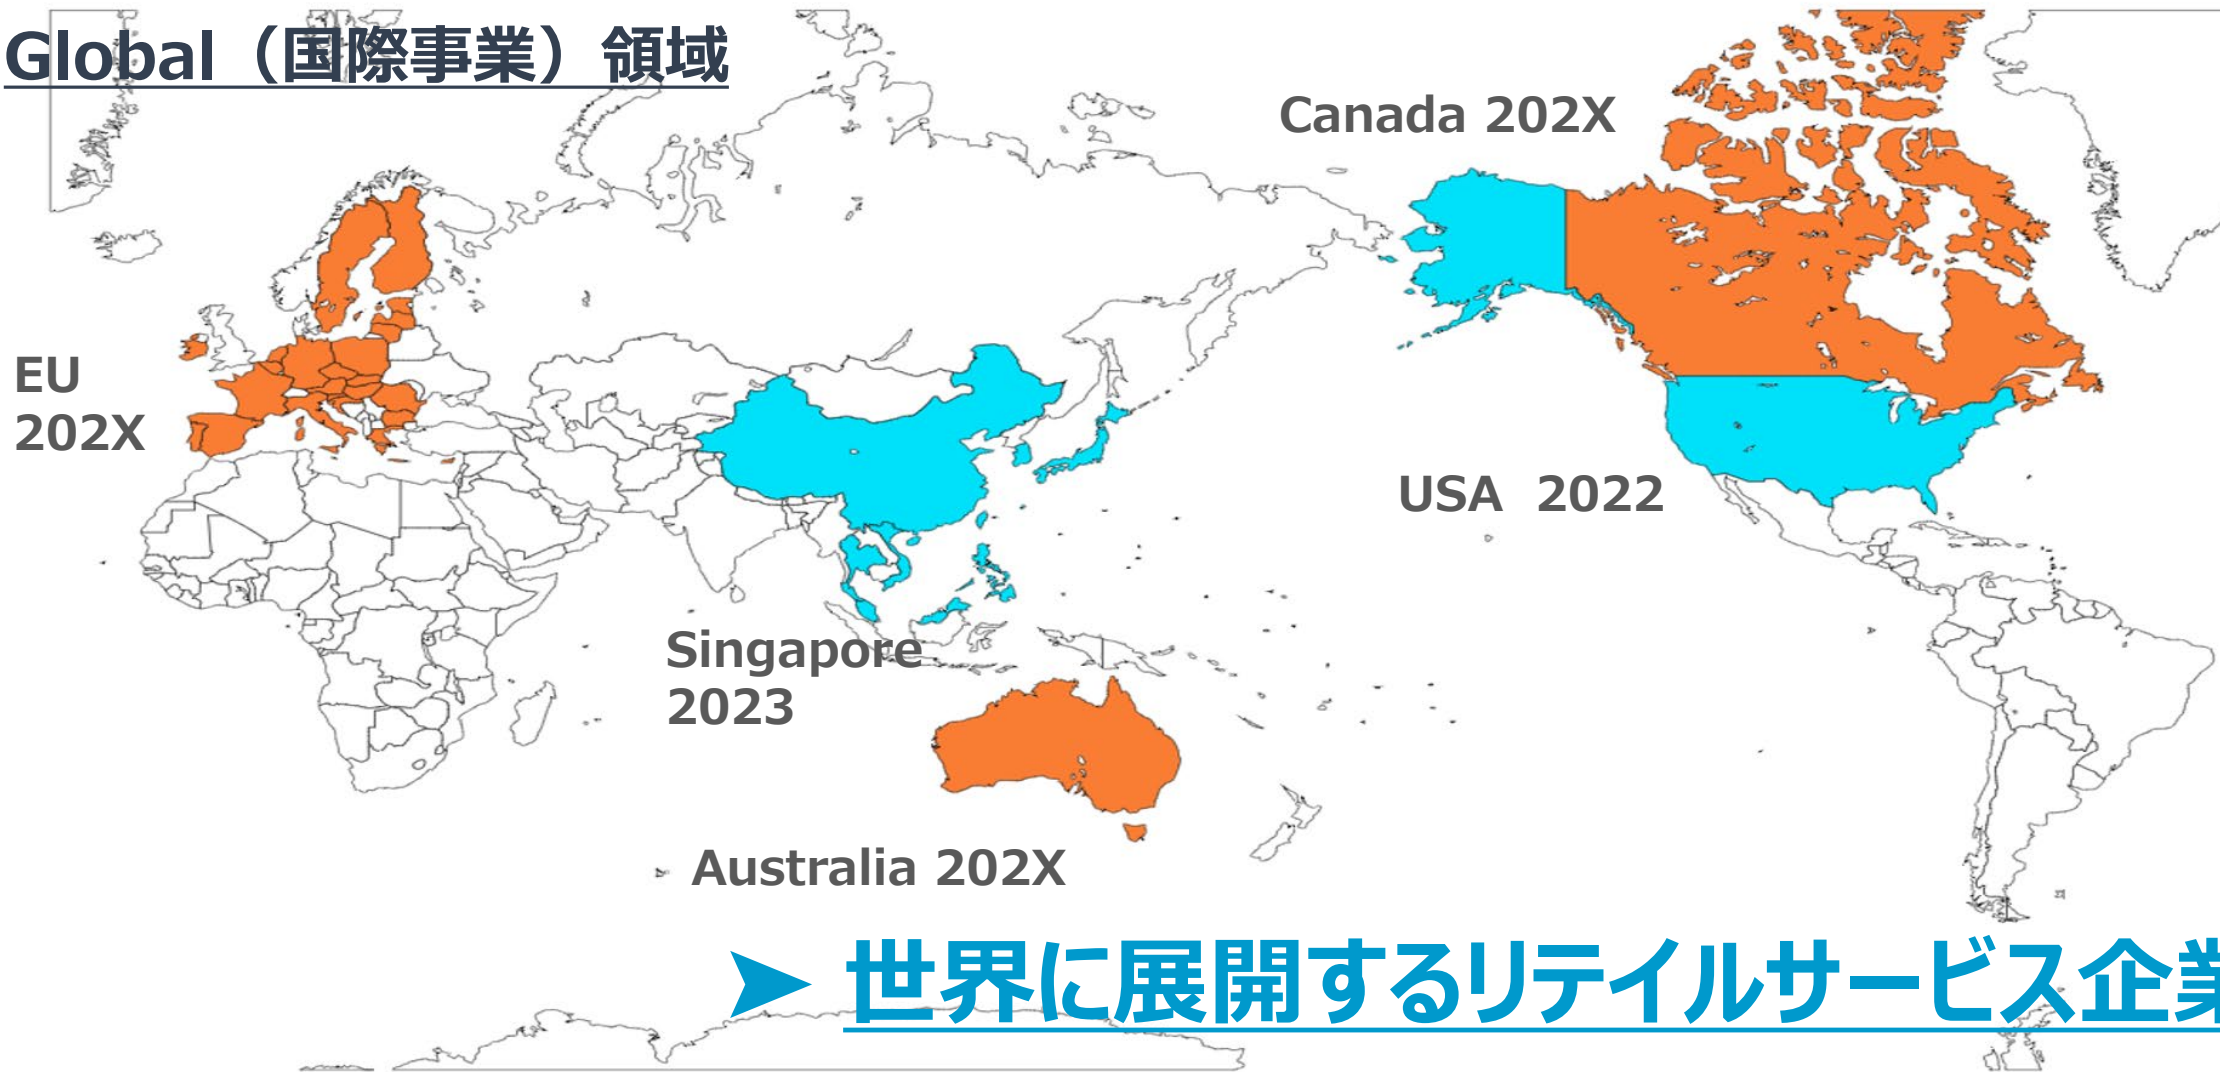 Global（国際事業）領域
Canada 202X
EU
202X
USA 2022
Singapore
2023
Australia 202X
➤ 世界に展開するリテイルサービス企業